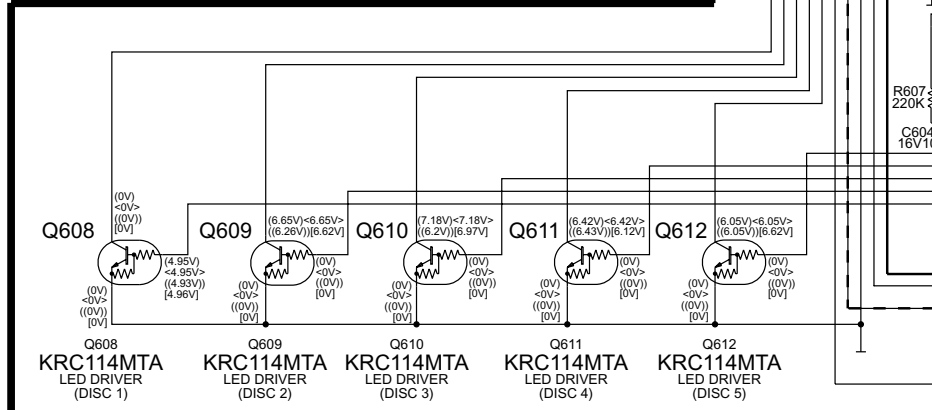 R607
220K
C604
16V10
(0V)
<0V>
((0V))
[0V]
Q608
(4.95V)
<4.95V>
((4.93V))
[4.96V]
(0V)
<0V>
((0V))
[0V]
Q609
(6.65V)<6.65V>
((6.26V))[6.62V]
(0V)
<0V>
((0V))
[0V]
(0V)
<0V>
((0V))
[0V]
Q610
(7.18V)<7.18V>
((6.2V))[6.97V]
(0V)
<0V>
((0V))
[0V]
(0V)
<0V>
((0V))
[0V]
Q611
(6.42V)<6.42V>
((6.43V))[6.12V]
(0V)
<0V>
((0V))
[0V]
(0V)
<0V>
((0V))
[0V]
Q612
(6.05V)<6.05V>
((6.05V))[6.62V]
(0V)
<0V>
((0V))
[0V]
(0V)
<0V>
((0V))
[0V]
Q608
KRC114MTA
LED DRIVER
(DISC 1)
Q609
KRC114MTA
LED DRIVER
(DISC 2)
Q610
KRC114MTA
LED DRIVER
(DISC 3)
Q611
KRC114MTA
LED DRIVER
(DISC 4)
Q612
KRC114MTA
LED DRIVER
(DISC 5)